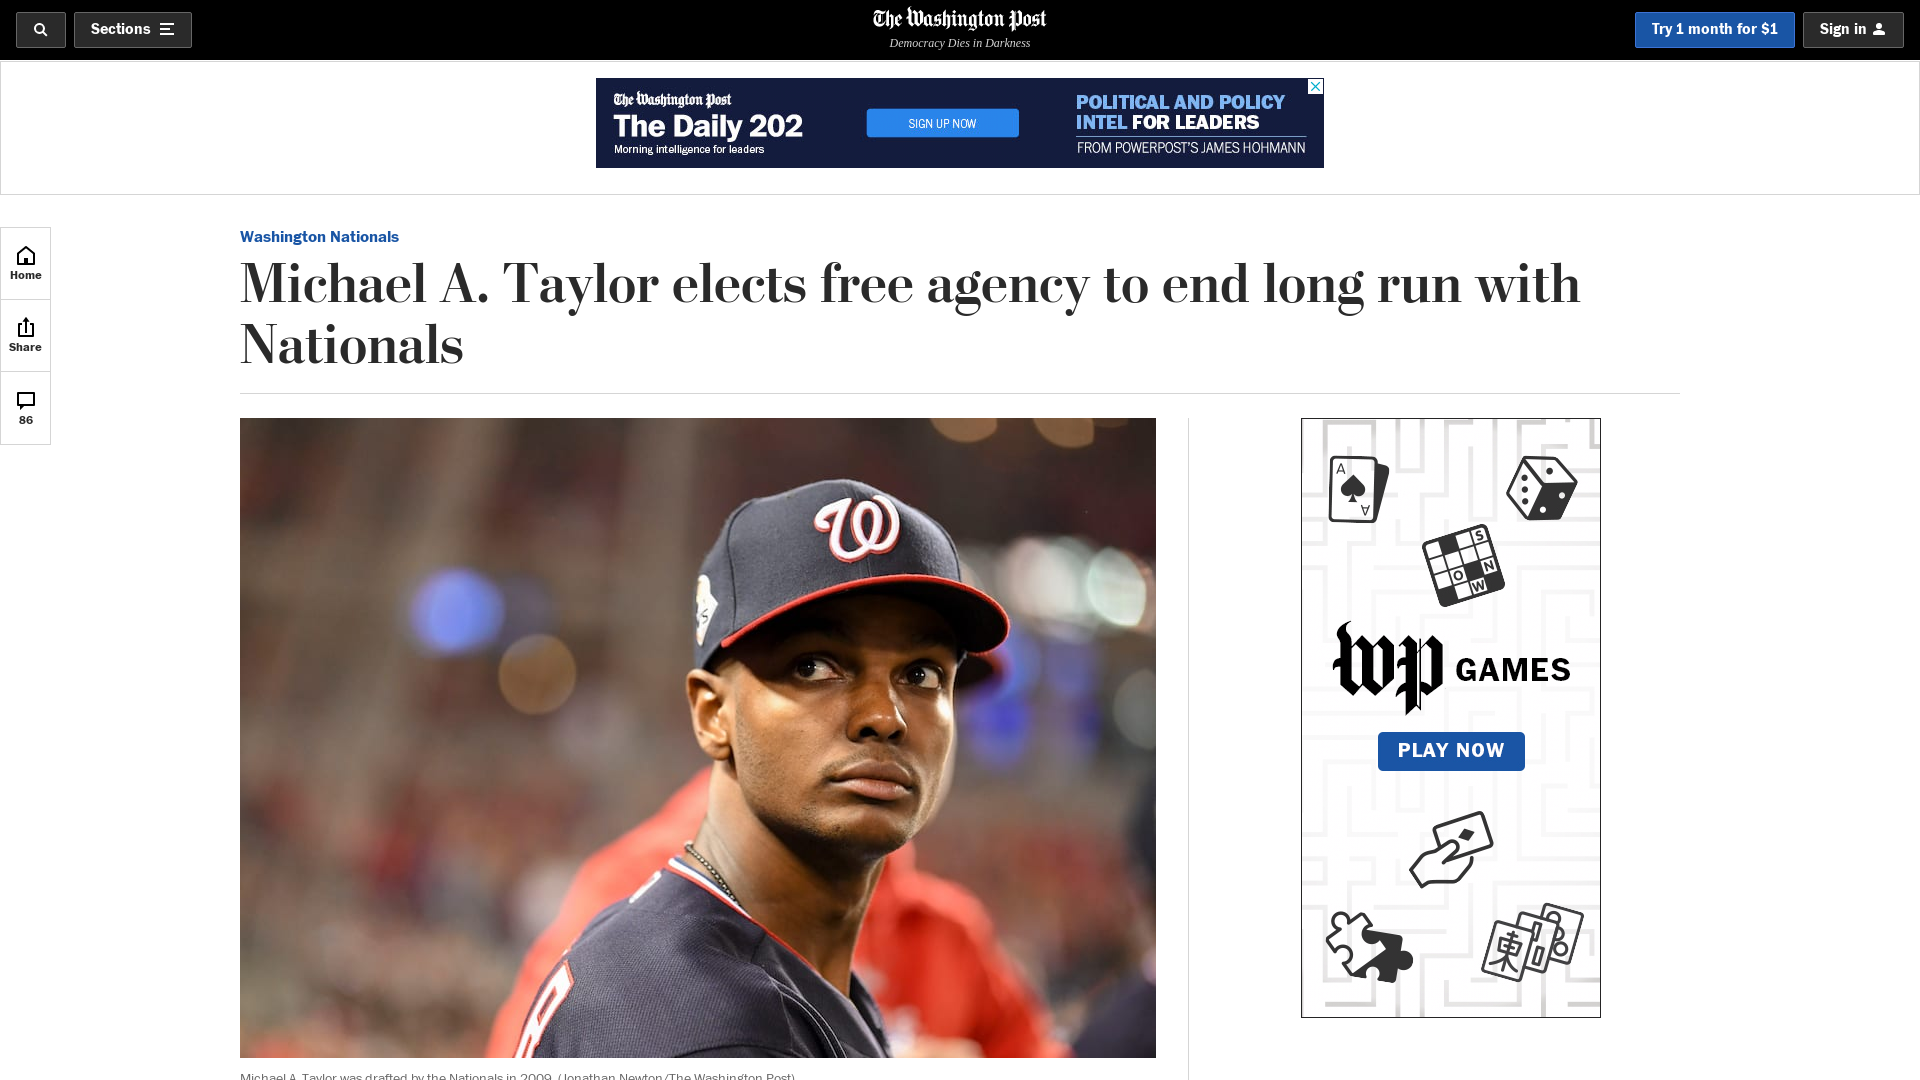 Sections
The Washington Post
Democracy Dies in Darkness
Try 1 month for $1
Sign in
The Washington Post
The Daily 202
Morning intelligence for leaders
SIGN UP NOW
POLITICAL AND POLICY
INTEL FOR LEADERS
FROM POWERPOST'S JAMES HOHMANN
Home
Share
86
Washington Nationals
Michael A. Taylor elects free agency to end long run with
Nationals
W
A
A
S
O N
W
wp GAMES
PLAY NOW
東
Michael A. Taylor was drafted by the Nationals in 2009. (Jonathan Newton/The Washington Post)